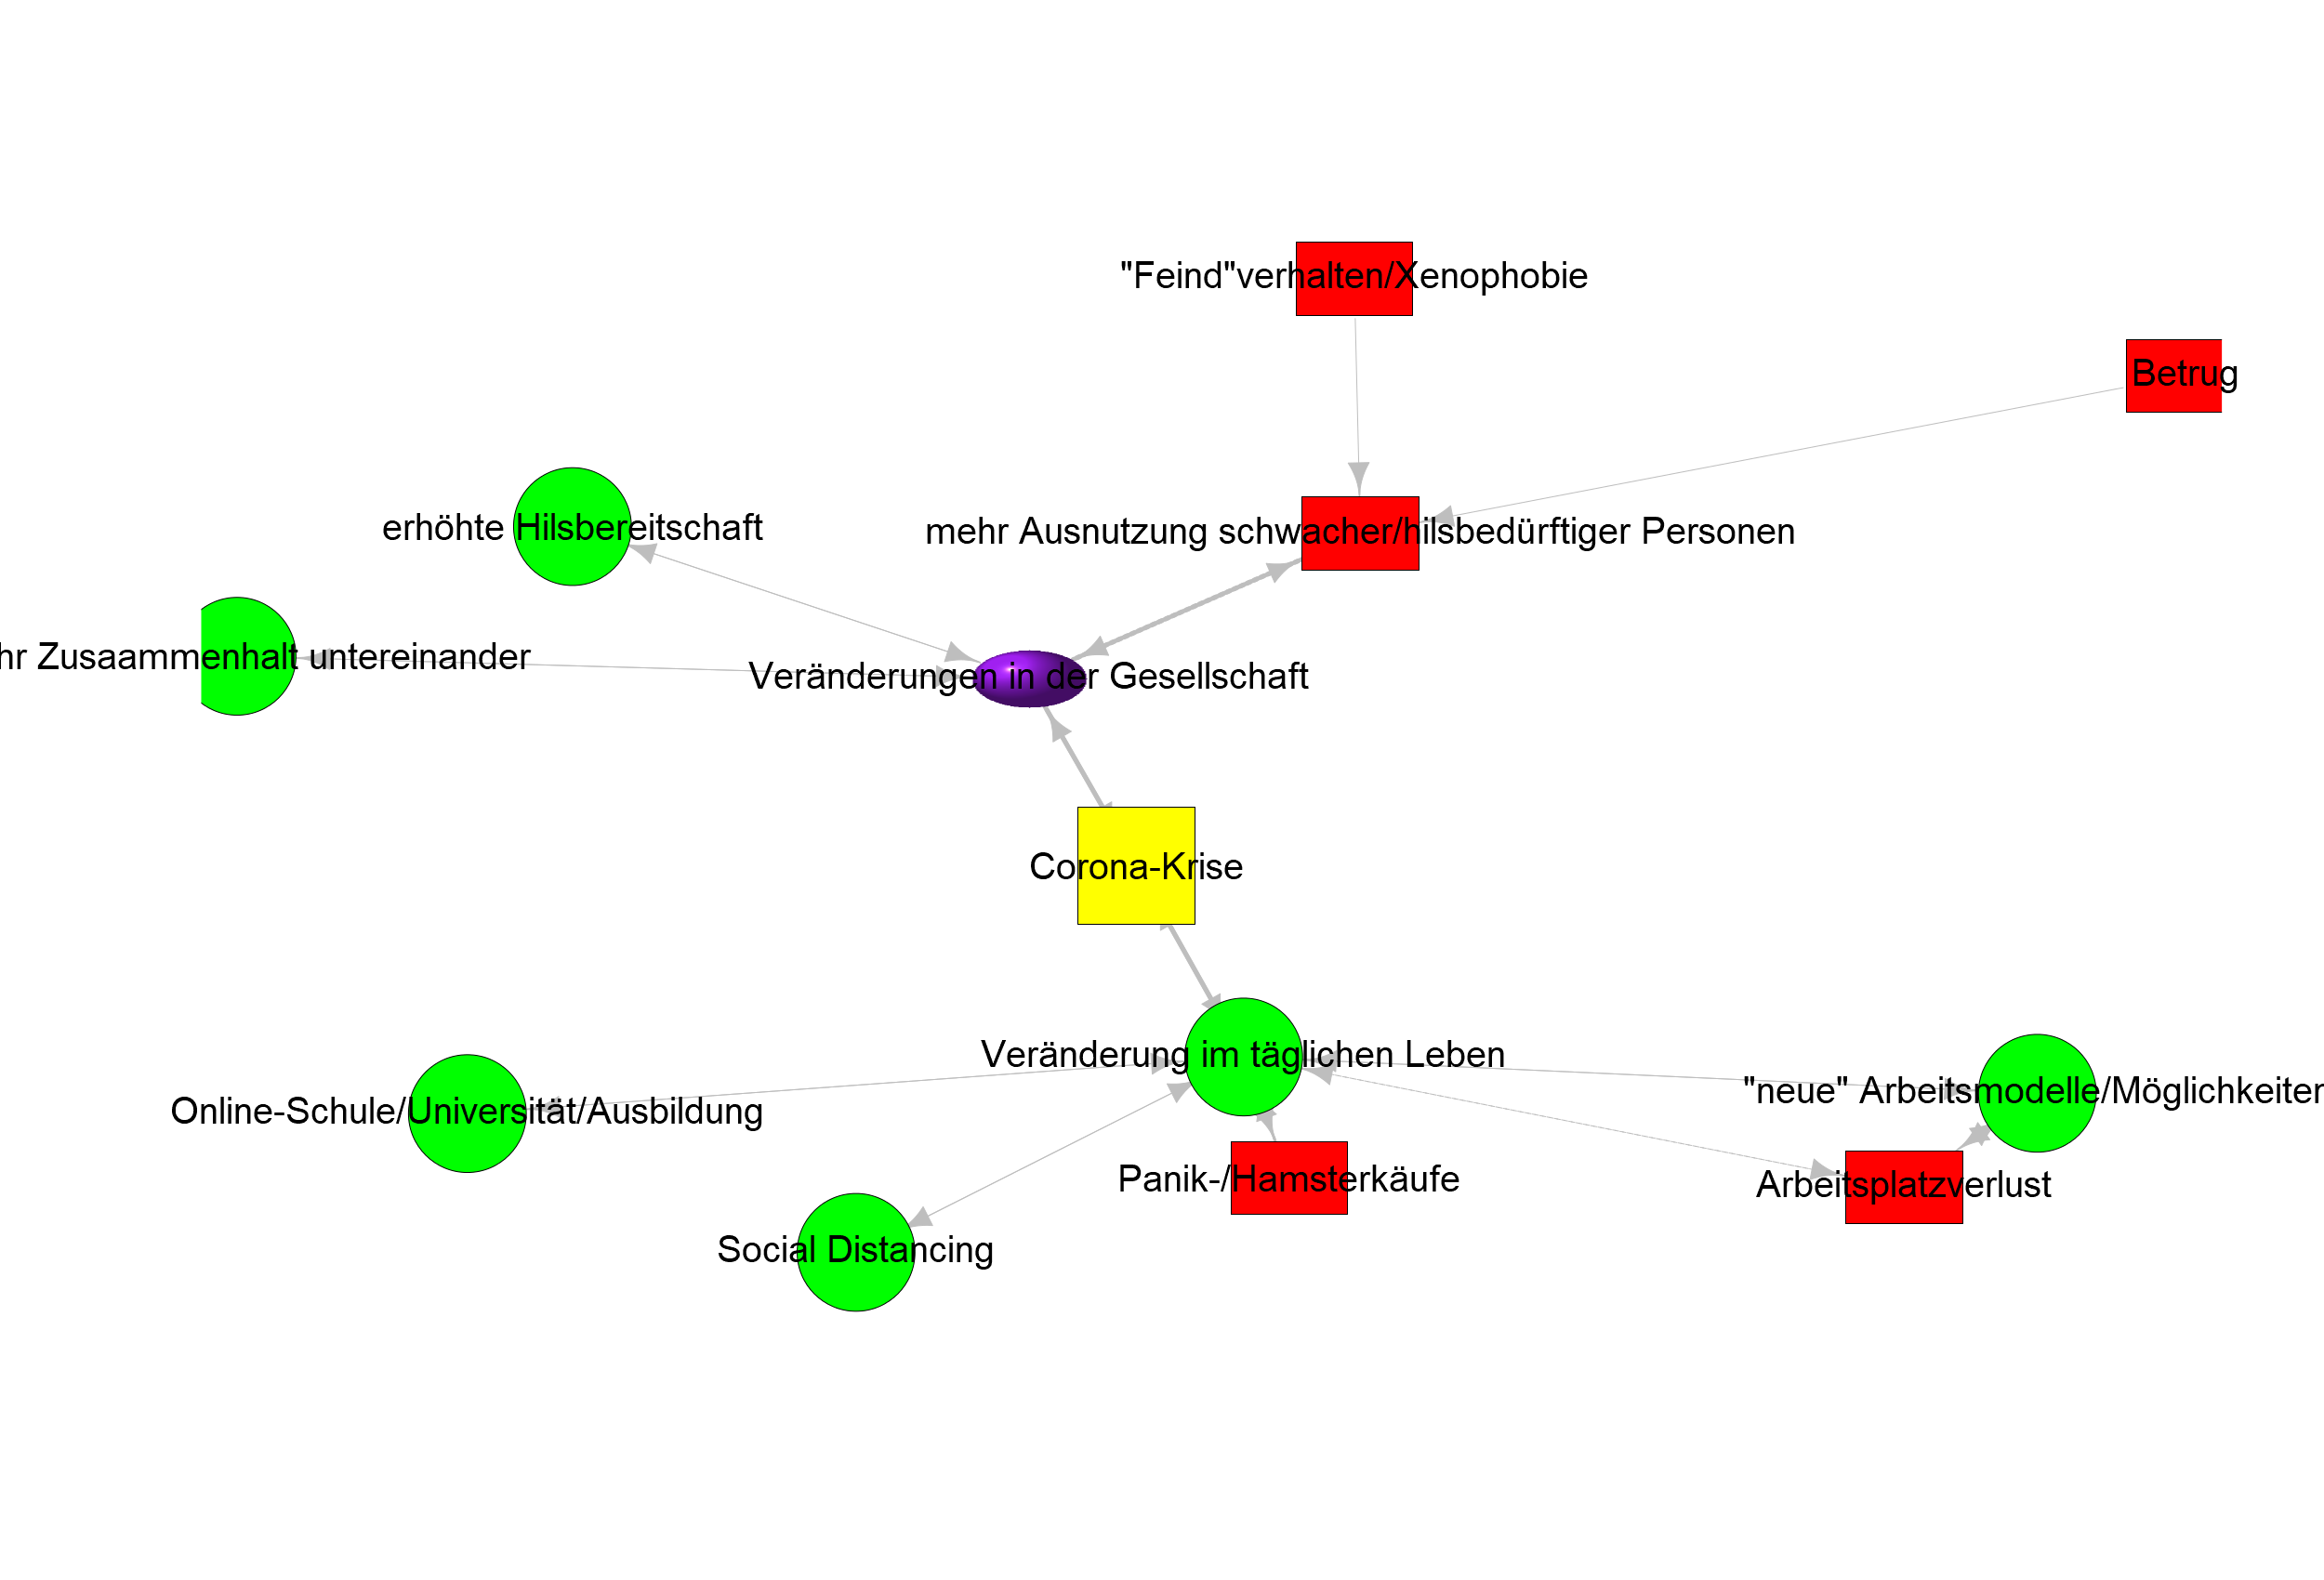 "Feind"verhalten/Xenophobie
Betrug
erhöhte Hilsbereitschaft
mehr Ausnutzung schwacher/hilsbedürftiger Personen
Zusaammenhalt untereinander
Veränderungen in der Gesellschaft
Corona-Krise
Veränderung im täglichen Leben
"neue" Arbeitsmodelle/Möglichkeiten
Online-Schule/Universität/Ausbildung
Panik-/Hamsterkäufe
Arbeitsplatzverlust
Social Distancing